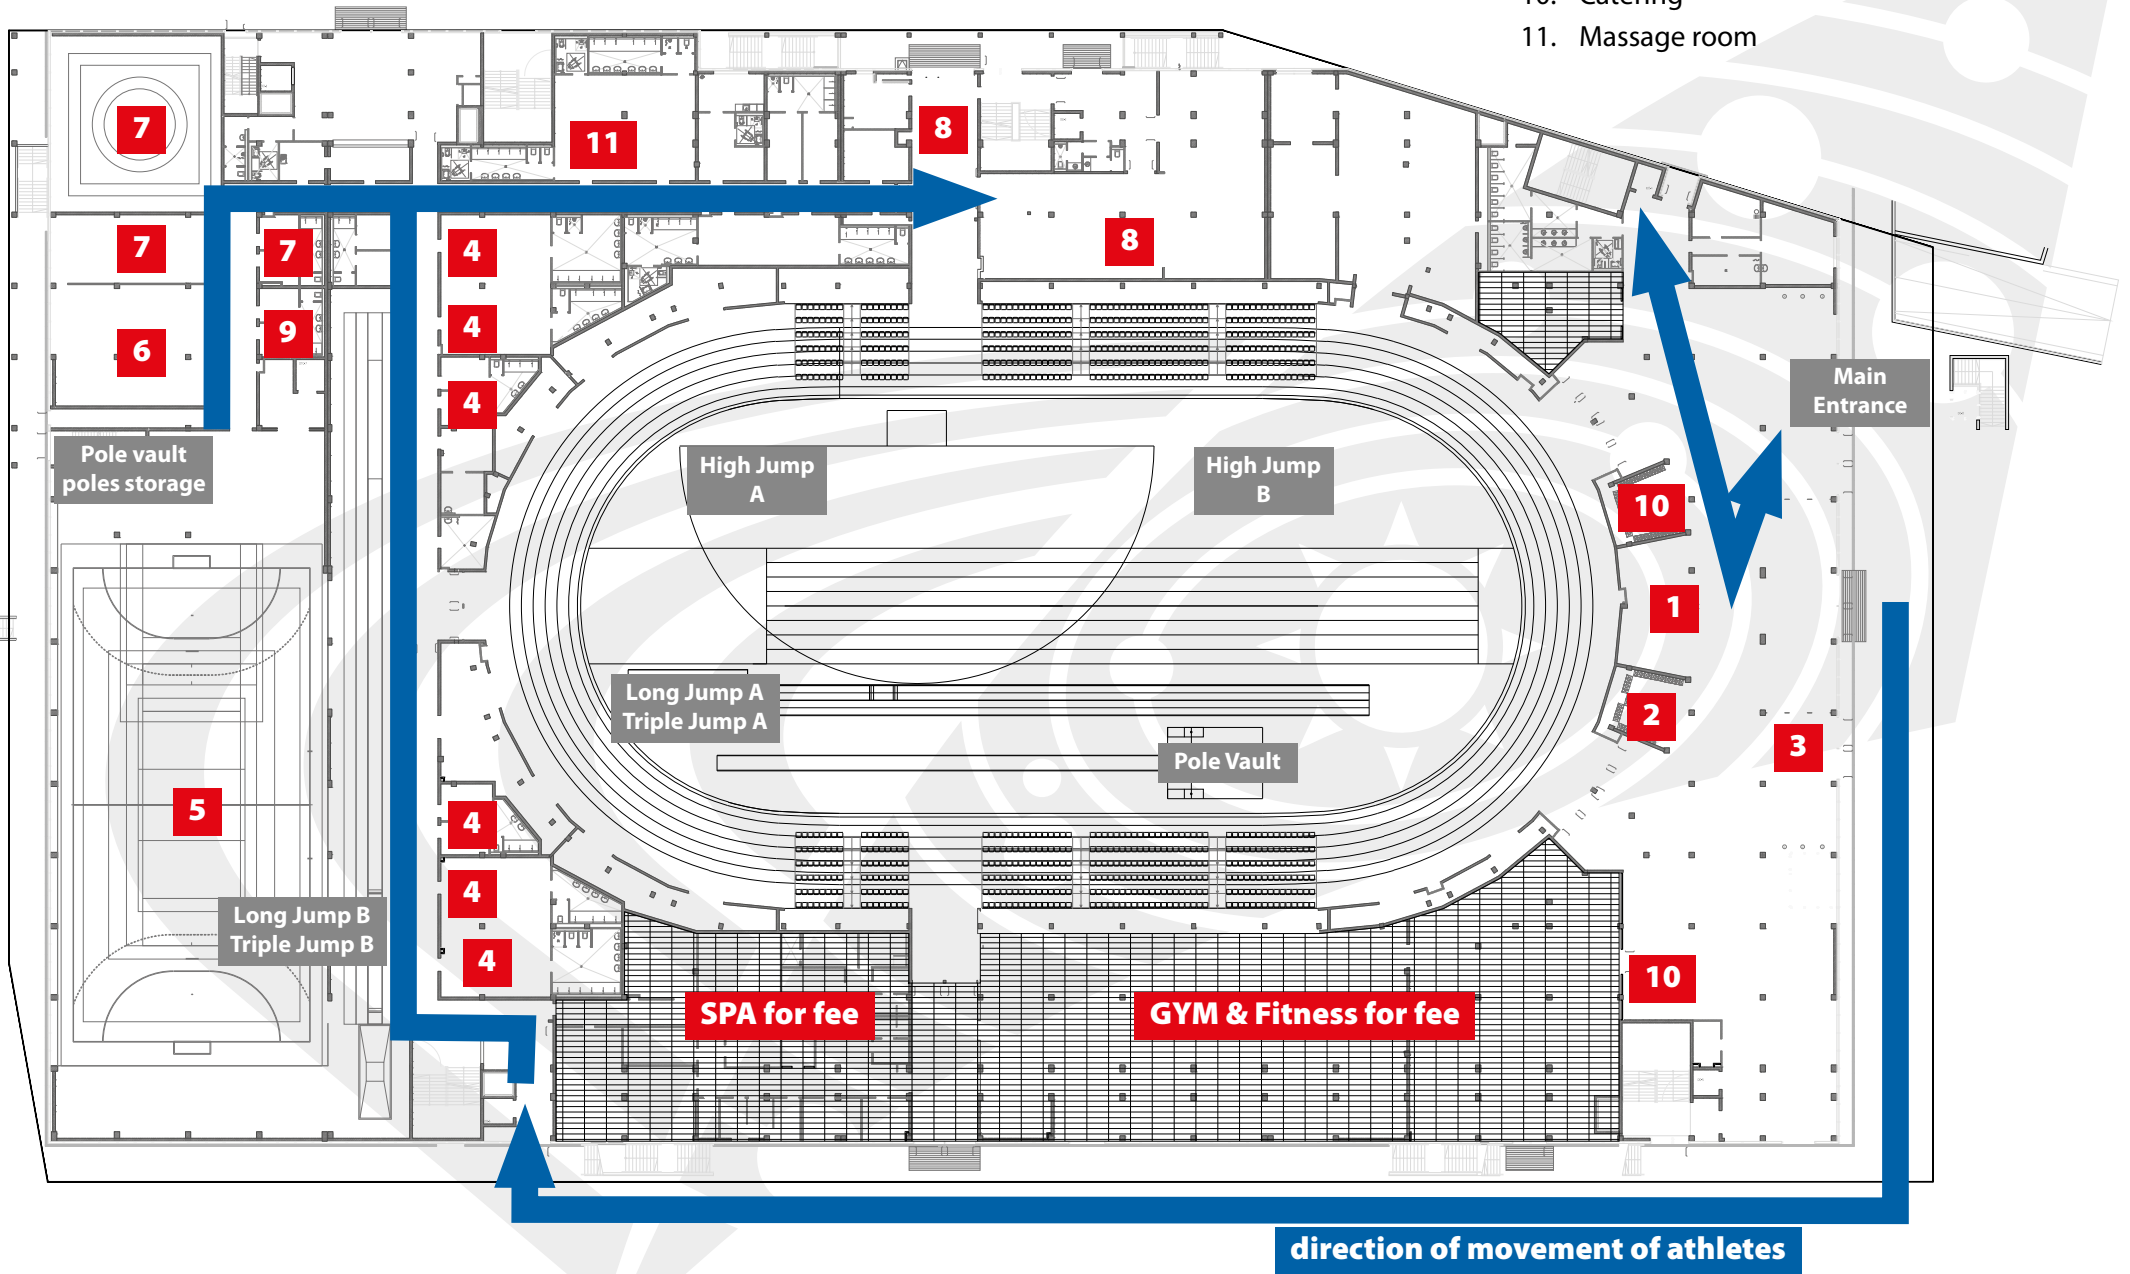 11. Massage room
7
11
8
7
7
4
8
6
9
4
4
Main
Entrance
Pole vault
poles storage
High Jump
A
High Jump
B
10
1
Long Jump A
Triple Jump A
2
3
Pole Vault
5
4
4
4
Long Jump B
Triple Jump B
10
SPA for fee
GYM & Fitness for fee
direction of movement of athletes